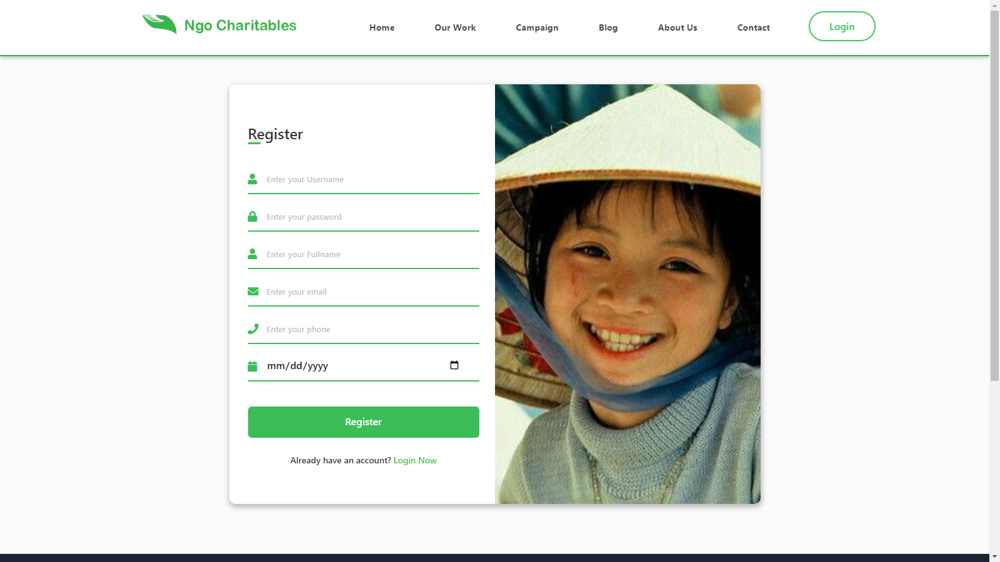 Ngo Charitables
Home Our Work Campaign Blog About Us Contact Login
Register
Enter your Username
Enter your password
Enter your Fullname
Enter your email
Enter your phone
mm/dd/yyyy
Register
Already have an account? Login Now